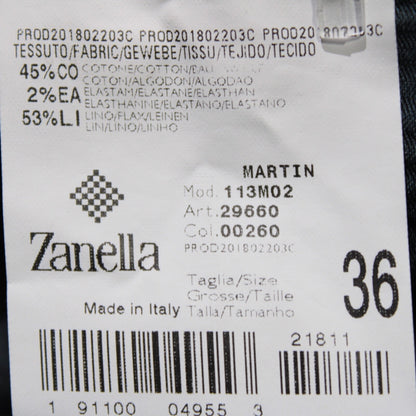 PROD201802203C PROD201802203C PROD201802203C
TESSUTO/FABRIC/GEWEBE/TISSU/TEJIDO/TECIDO
45%CO COTONE/COTTON/
COTON/ALGODON/ALGODAO
2%EA ELASTAM/ELASTANE/ELASTHAN
ELASTHANNE/ELASTANO/ELASTANO
53%LI LINO/FLAX/LEINEN
LIN/LINO/LINHO
MARTIN
Mod. 113M02
Art. 29660
Col. 00260
PROD201802203C
Zanella
Taglia/Size
Grosse/Taille
Talla/Tamanho
36
Made in Italy
21811
1 91100 04955 3